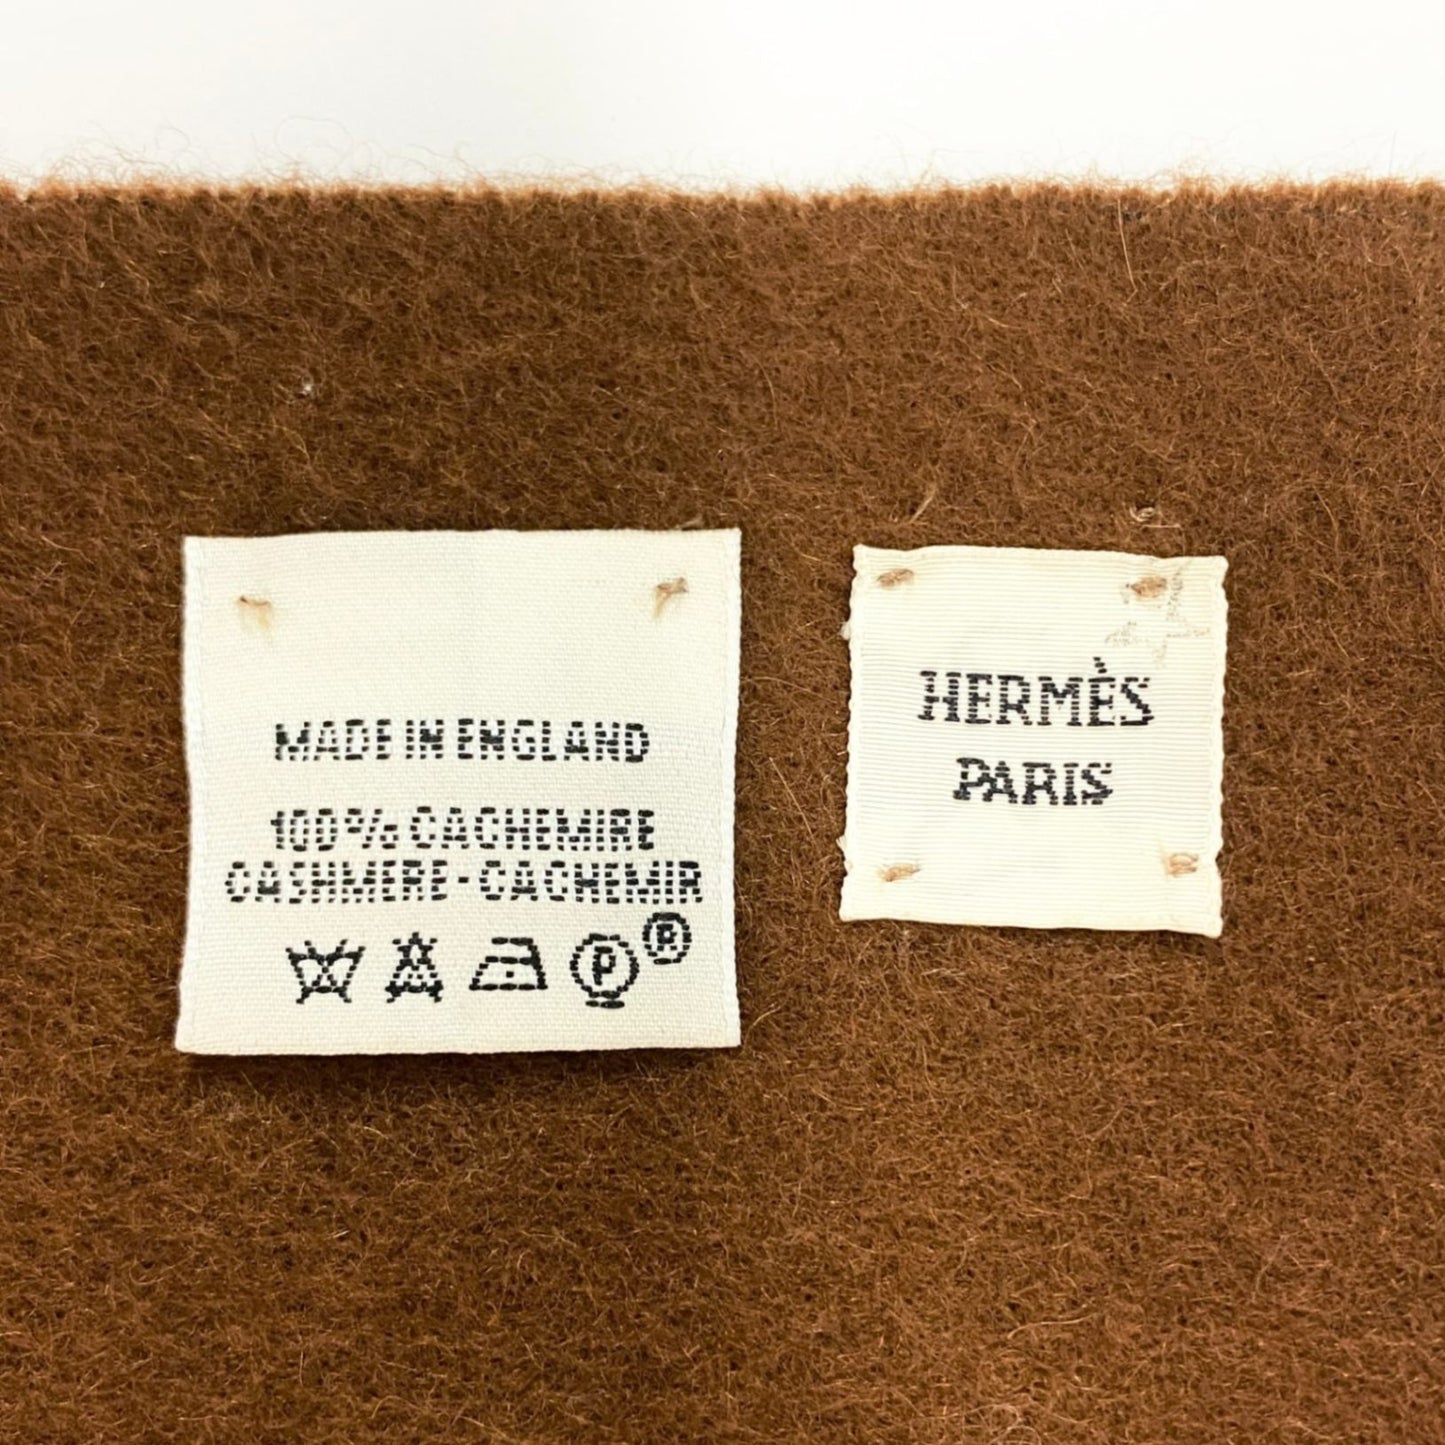 MADE IN ENGLAND
100% CACHEMIRE
CASHMERE - CACHEMIR
P ®
HERMÈS
PARIS